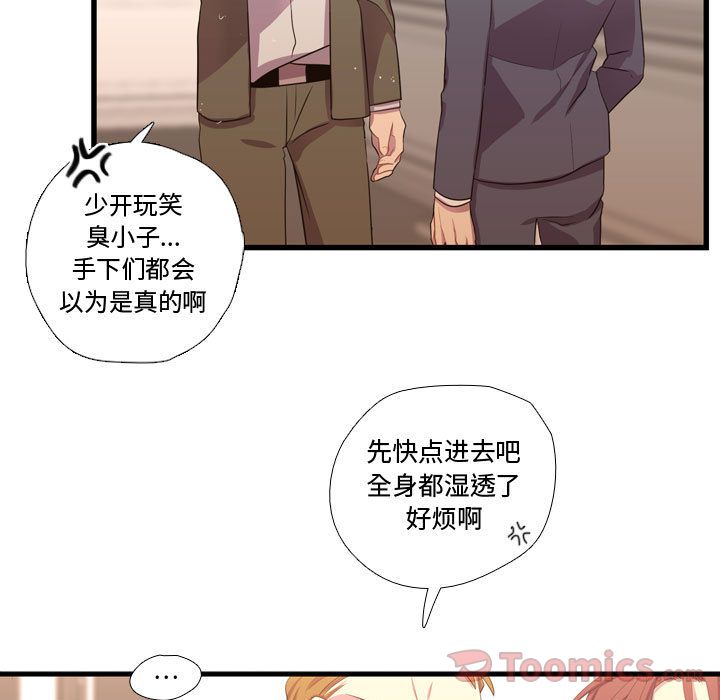 少开玩笑
臭小子...
手下们都会
以为是真的啊
先快点进去吧
全身都湿透了
好烦啊
...
Toomics.com